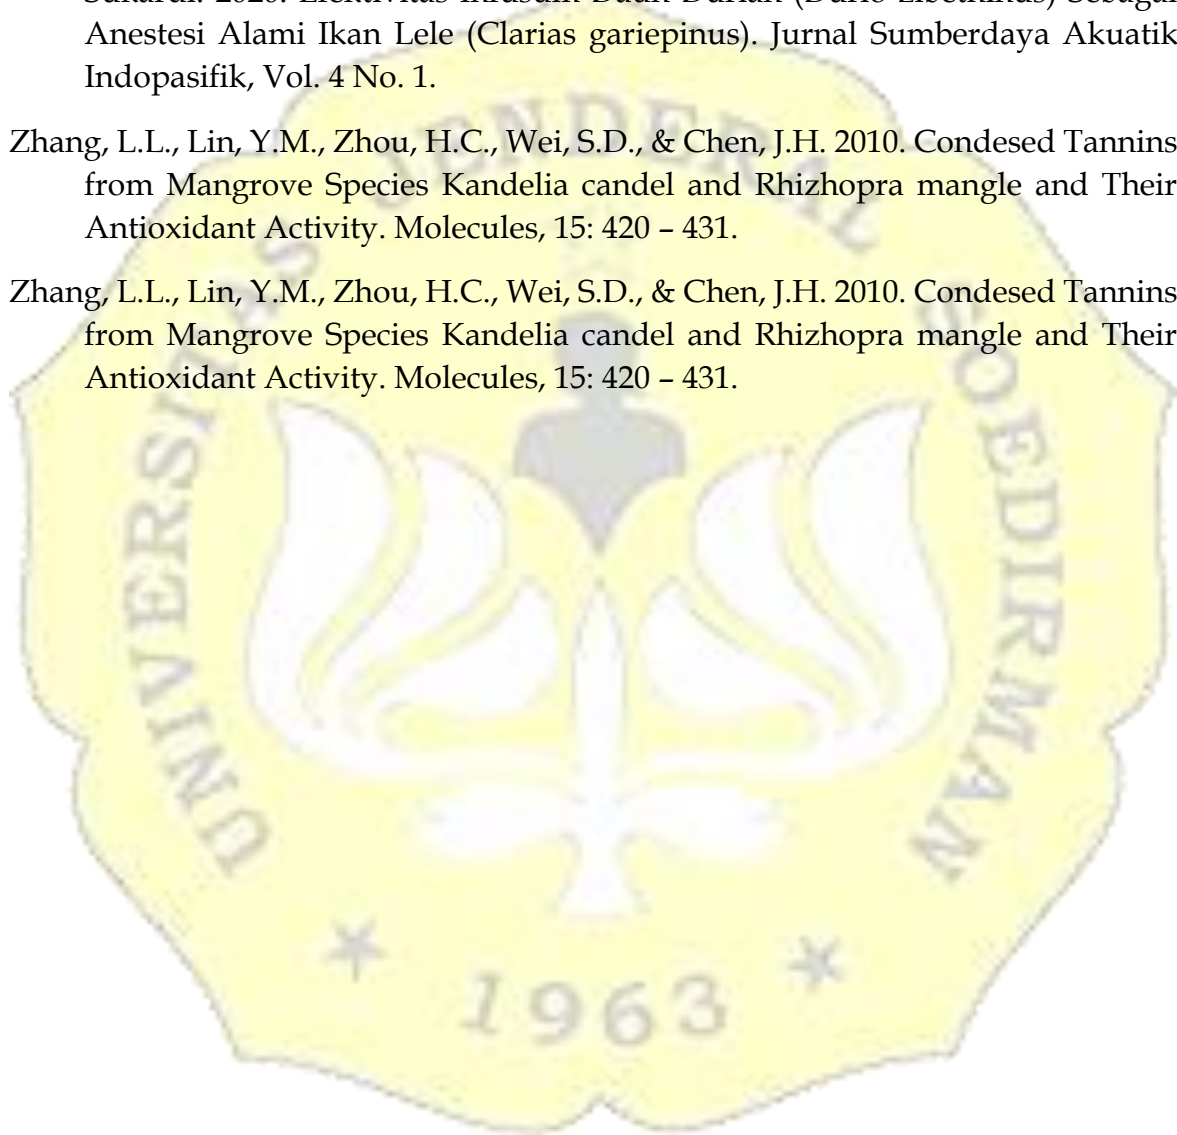 Anestesi Alami Ikan Lele (Clarias gariepinus). Jurnal Sumberdaya Akuatik
Indopasifik, Vol. 4 No. 1.
Zhang, L.L., Lin, Y.M., Zhou, H.C., Wei, S.D., & Chen, J.H. 2010. Condesed Tannins
from Mangrove Species Kandelia candel and Rhizhopra mangle and Their
Antioxidant Activity. Molecules, 15: 420 – 431.
Zhang, L.L., Lin, Y.M., Zhou, H.C., Wei, S.D., & Chen, J.H. 2010. Condesed Tannins
from Mangrove Species Kandelia candel and Rhizhopra mangle and Their
Antioxidant Activity. Molecules, 15: 420 – 431.
UNIVERSITAS JENDERAL SOEDIRMAN
1963